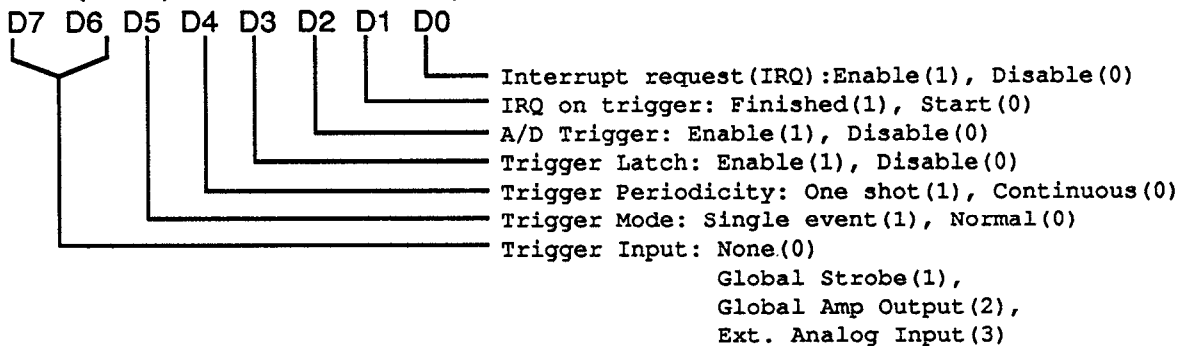 D7 D6 D5 D4 D3 D2 D1 D0
Interrupt request(IRQ):Enable(1), Disable(0)
IRQ on trigger: Finished(1), Start(0)
A/D Trigger: Enable(1), Disable(0)
Trigger Latch: Enable(1), Disable(0)
Trigger Periodicity: One shot(1), Continuous(0)
Trigger Mode: Single event(1), Normal(0)
Trigger Input: None(0)
Global Strobe(1),
Global Amp Output(2),
Ext. Analog Input(3)